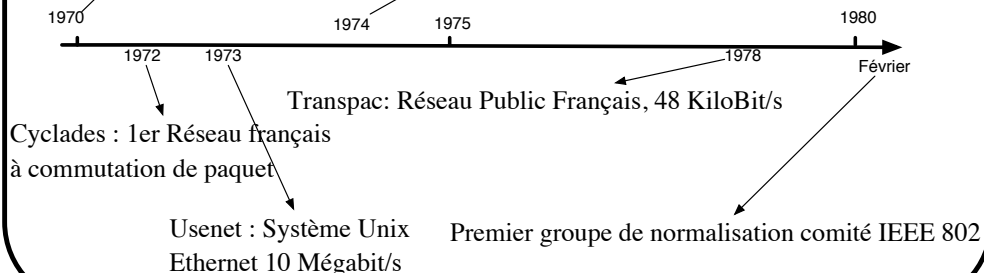 1970
1974
1975
1980
1972
1973
1978
Février
Transpac: Réseau Public Français, 48 KiloBit/s
Cyclades : 1er Réseau français
à commutation de paquet
Usenet : Système Unix
Ethernet 10 Mégabit/s
Premier groupe de normalisation comité IEEE 802